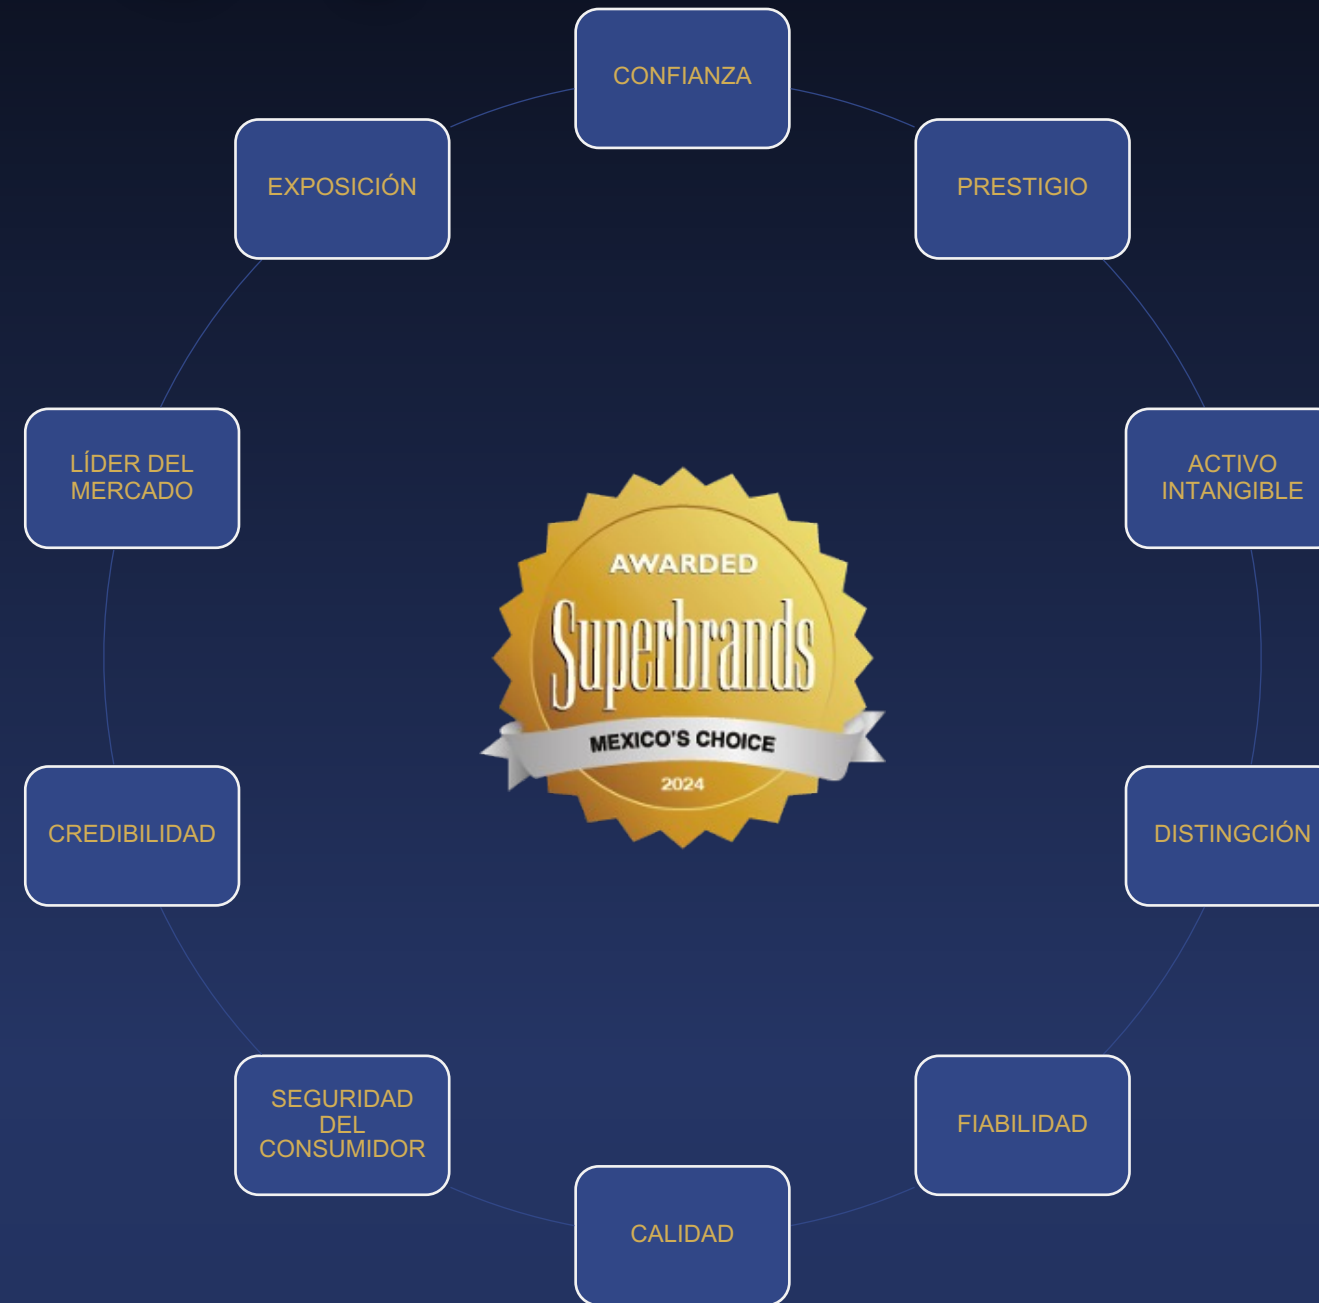 CONFIANZA
EXPOSICIÓN
PRESTIGIO
LÍDER DEL
MERCADO
ACTIVO
INTANGIBLE
AWARDED
Superbrands
MEXICO'S CHOICE
2024
CREDIBILIDAD
DISTINGCIÓN
SEGURIDAD
DEL
CONSUMIDOR
FIABILIDAD
CALIDAD